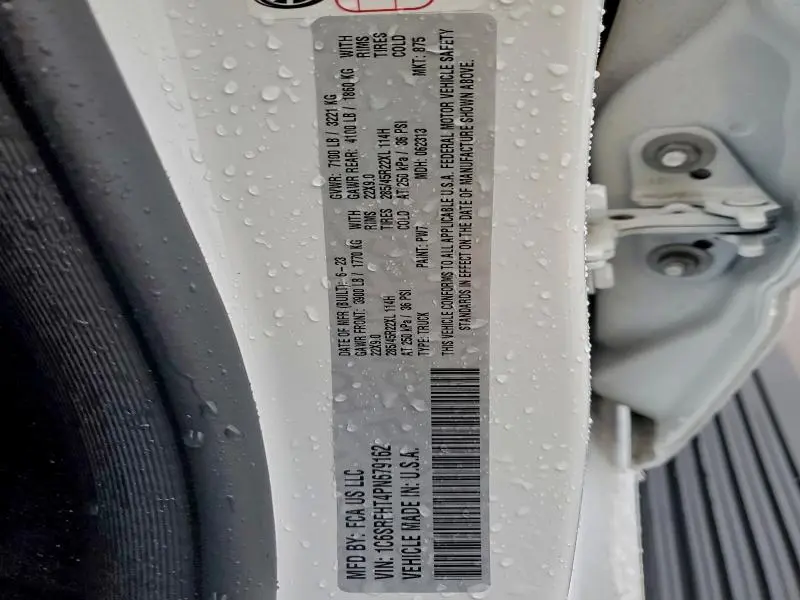 MFD BY: FCA US LLC
VIN: 1C6SRFHT4PN679162
VEHICLE MADE IN: U.S.A.
DATE OF MFR (BUILT): 6-23
GVWR: 7100 LB / 3221 KG
GAWR FRONT: 3900 LB / 1770 KG WITH
22X9.0 RIMS
285/45R22XL 114H TIRES
AT 250 kPa / 36 PSI COLD
GAWR REAR: 4100 LB / 1860 KG WITH
22X9.0 RIMS
285/45R22XL 114H TIRES
AT 250 kPa / 36 PSI COLD
TYPE: TRUCK PAINT: PW7 MDH: 062313 MKT: 875
THIS VEHICLE CONFORMS TO ALL APPLICABLE U.S.A. FEDERAL MOTOR VEHICLE SAFETY
STANDARDS IN EFFECT ON THE DATE OF MANUFACTURE SHOWN ABOVE.